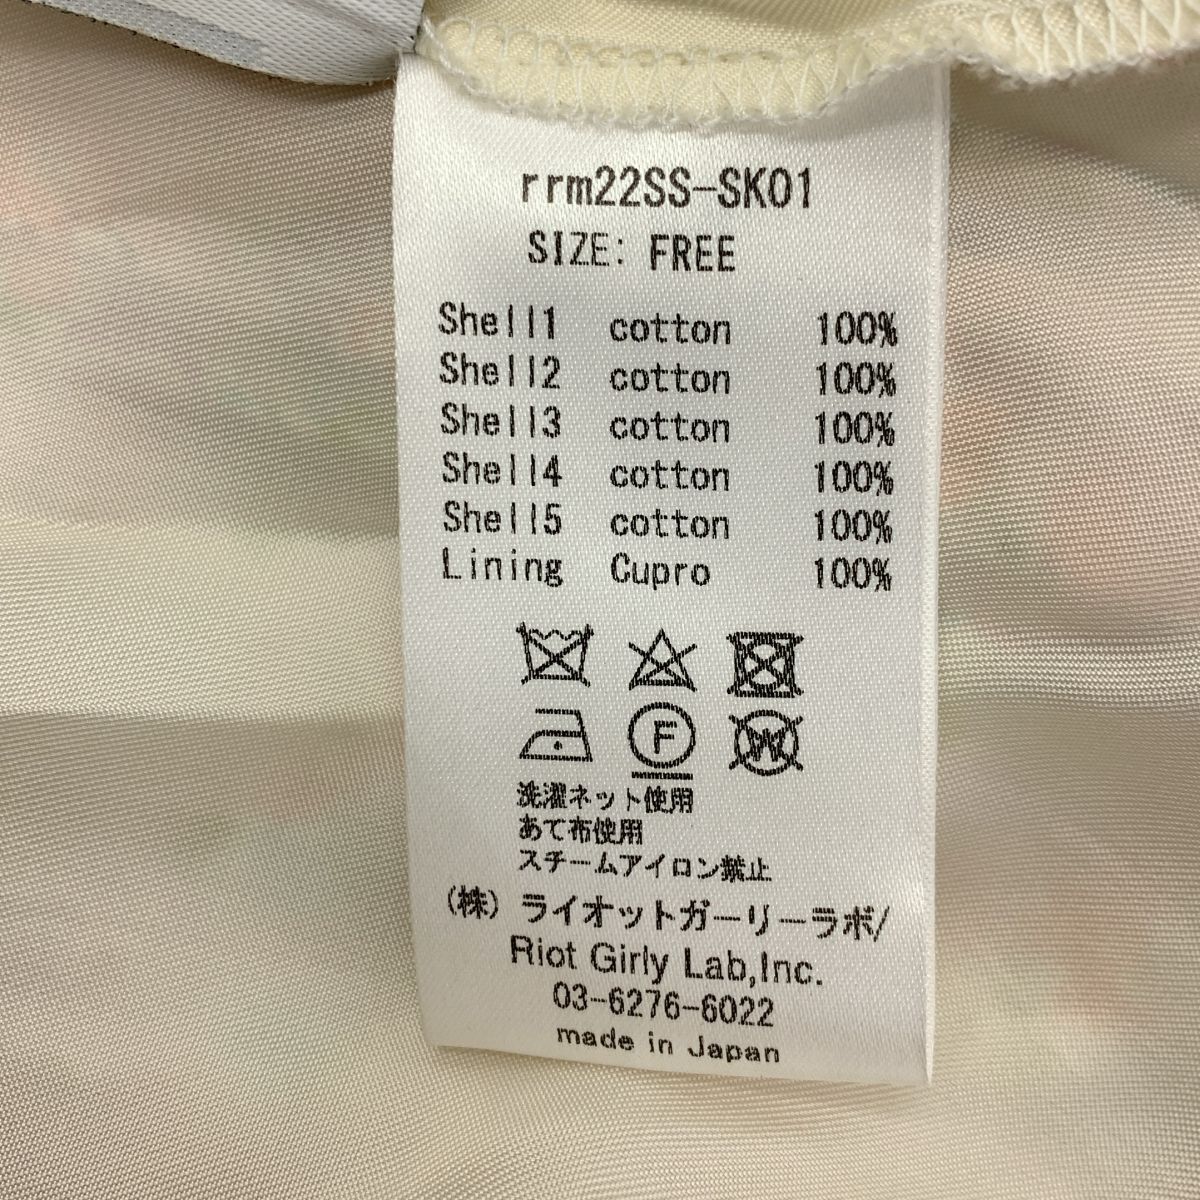 rrm22SS-SK01
SIZE: FREE
Shell1 cotton 100%
Shell2 cotton 100%
Shell3 cotton 100%
Shell4 cotton 100%
Shell5 cotton 100%
Lining Cupro 100%
F W
洗濯ネット使用
あて布使用
スチームアイロン禁止
(株) ライオットガーリーラボ/
Riot Girly Lab,Inc.
03-6276-6022
made in Japan